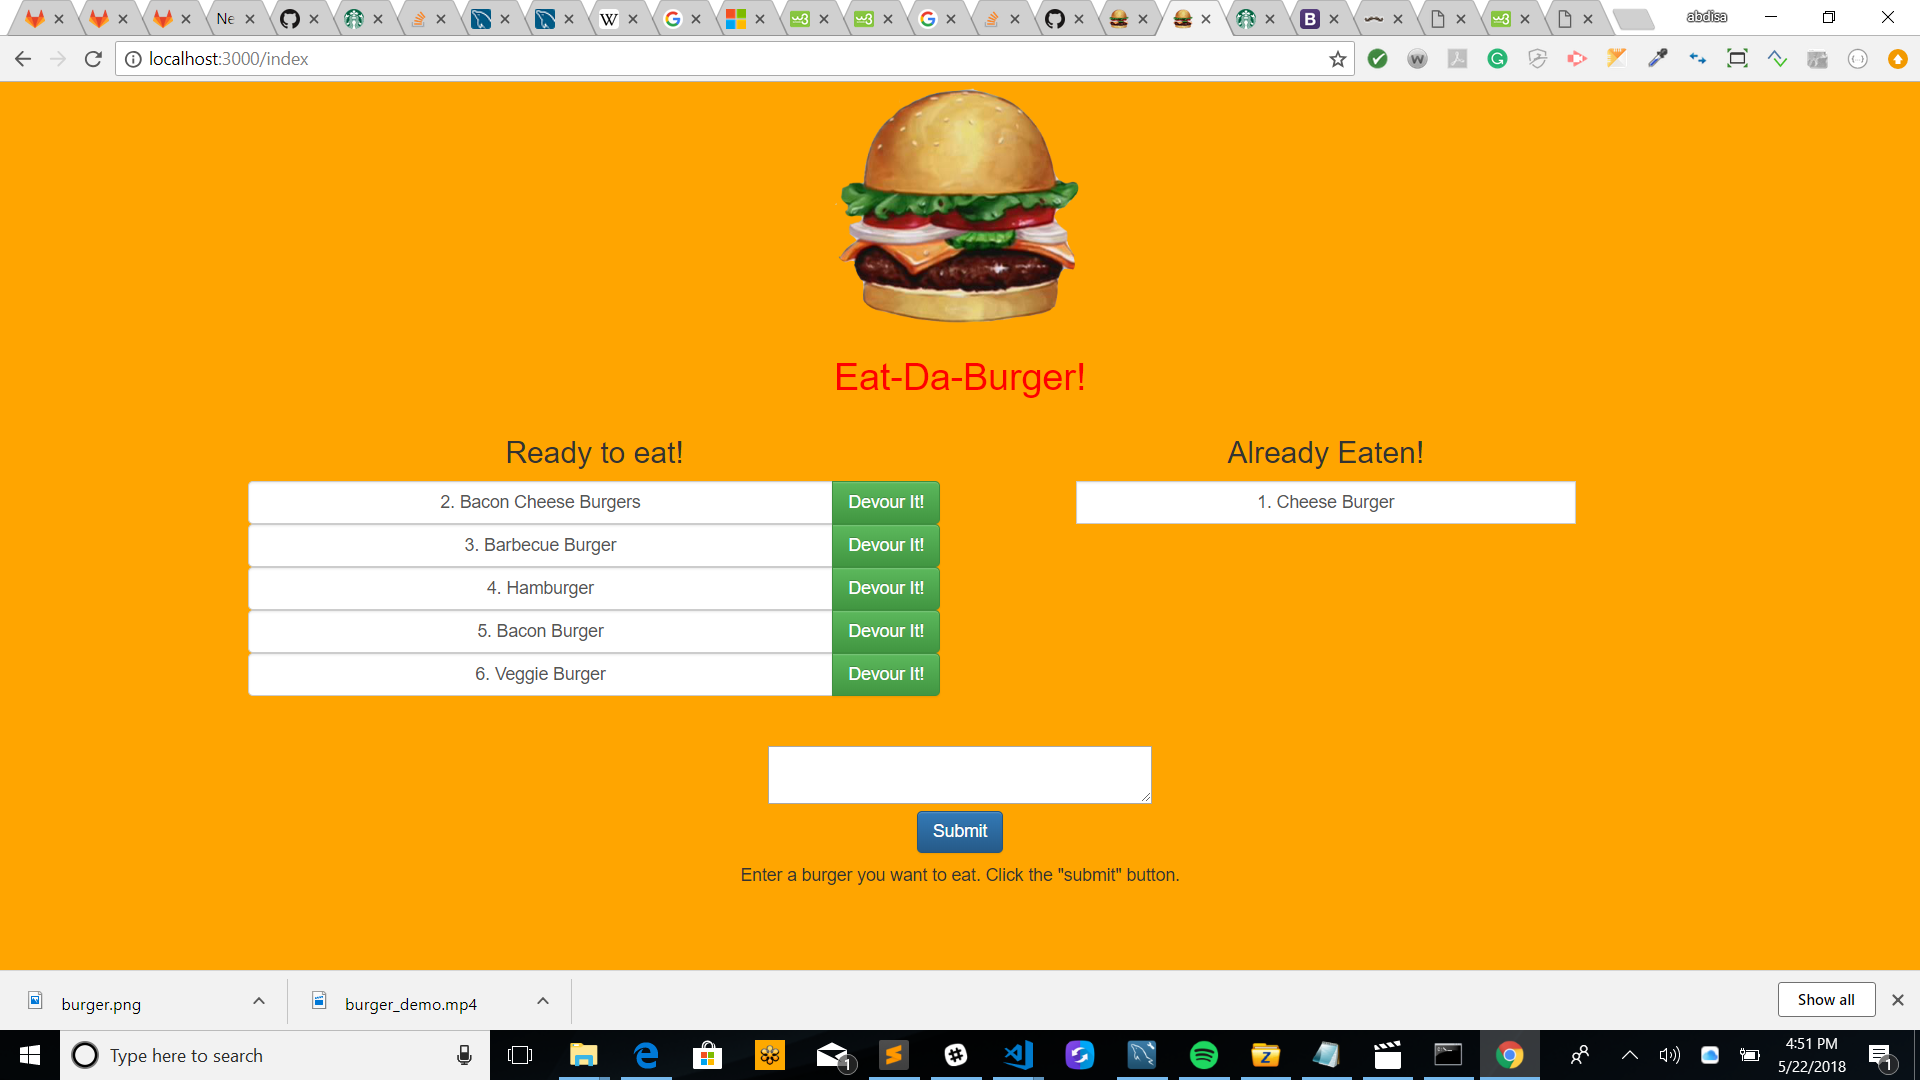 Ne
abdisa
localhost:3000/index
Eat-Da-Burger!
Ready to eat!
2. Bacon Cheese Burgers Devour It!
3. Barbecue Burger Devour It!
4. Hamburger Devour It!
5. Bacon Burger Devour It!
6. Veggie Burger Devour It!
Already Eaten!
1. Cheese Burger
Submit
Enter a burger you want to eat. Click the "submit" button.
burger.png
burger_demo.mp4
Show all
Type here to search
1
4:51 PM
5/22/2018
1